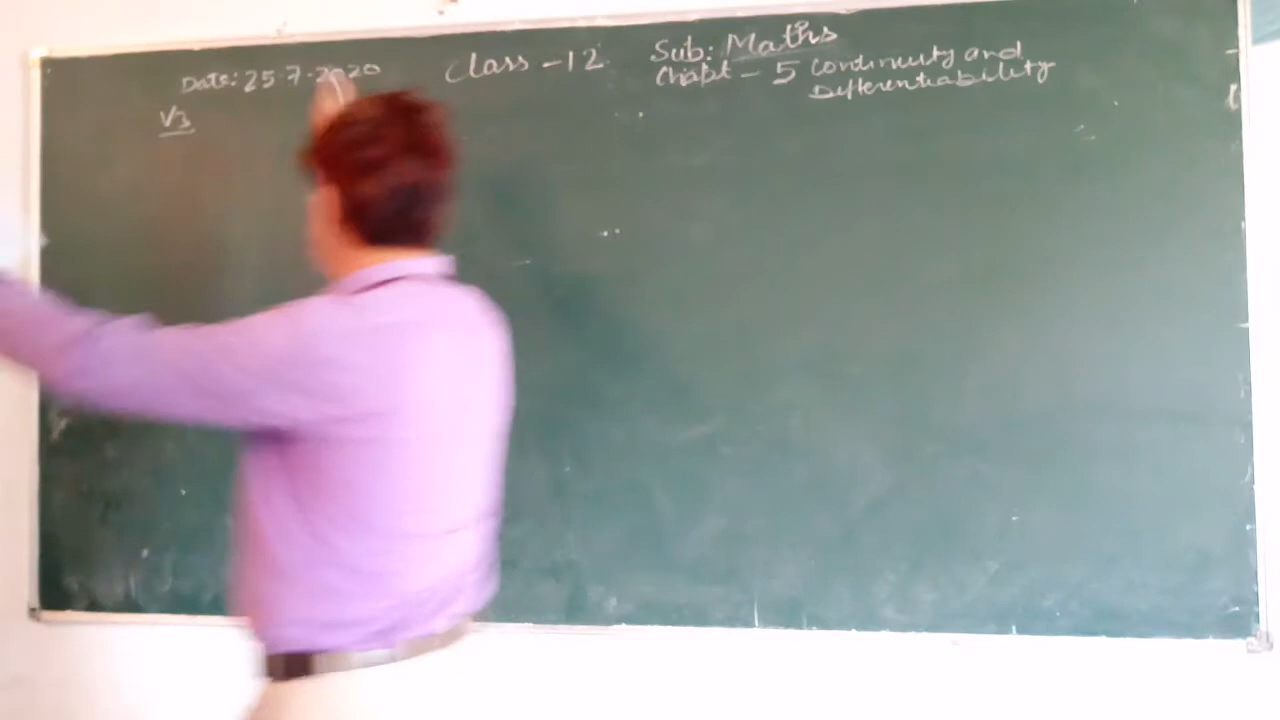 Date: 25.7.2020
Class - 12
Sub: Maths
Chapt - 5 Continuity and
Differentiability
V3